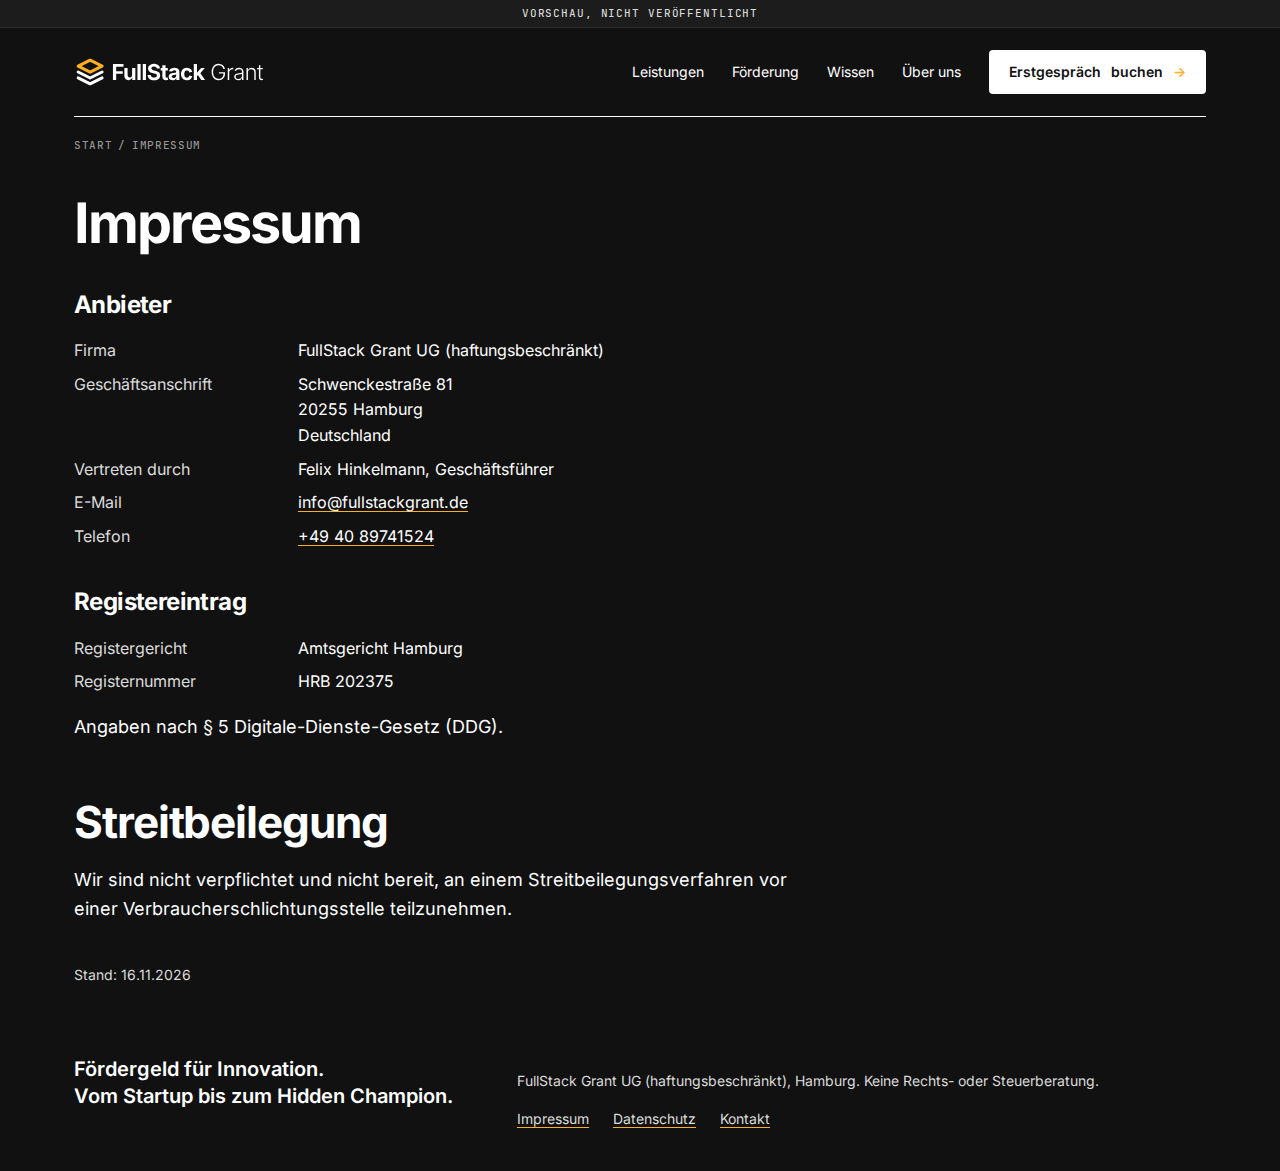 VORSCHAU, NICHT VERÖFFENTLICHT
FullStack Grant
Leistungen
Förderung
Wissen
Über uns
Erstgespräch buchen →
START / IMPRESSUM
Impressum
Anbieter
Firma
FullStack Grant UG (haftungsbeschränkt)
Geschäftsanschrift
Schwenckestraße 81
20255 Hamburg
Deutschland
Vertreten durch
Felix Hinkelmann, Geschäftsführer
E-Mail
info@fullstackgrant.de
Telefon
+49 40 89741524
Registereintrag
Registergericht
Amtsgericht Hamburg
Registernummer
HRB 202375
Angaben nach § 5 Digitale-Dienste-Gesetz (DDG).
Streitbeilegung
Wir sind nicht verpflichtet und nicht bereit, an einem Streitbeilegungsverfahren vor
einer Verbraucherschlichtungsstelle teilzunehmen.
Stand: 16.11.2026
Fördergeld für Innovation.
Vom Startup bis zum Hidden Champion.
FullStack Grant UG (haftungsbeschränkt), Hamburg. Keine Rechts- oder Steuerberatung.
Impressum
Datenschutz
Kontakt